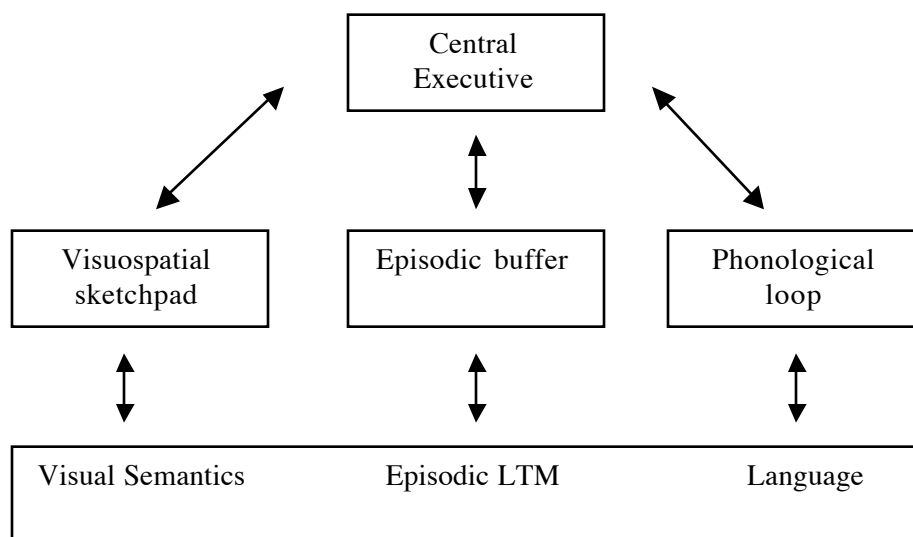 Central
Executive
Visuospatial
sketchpad
Episodic buffer
Phonological
loop
Visual Semantics
Episodic LTM
Language